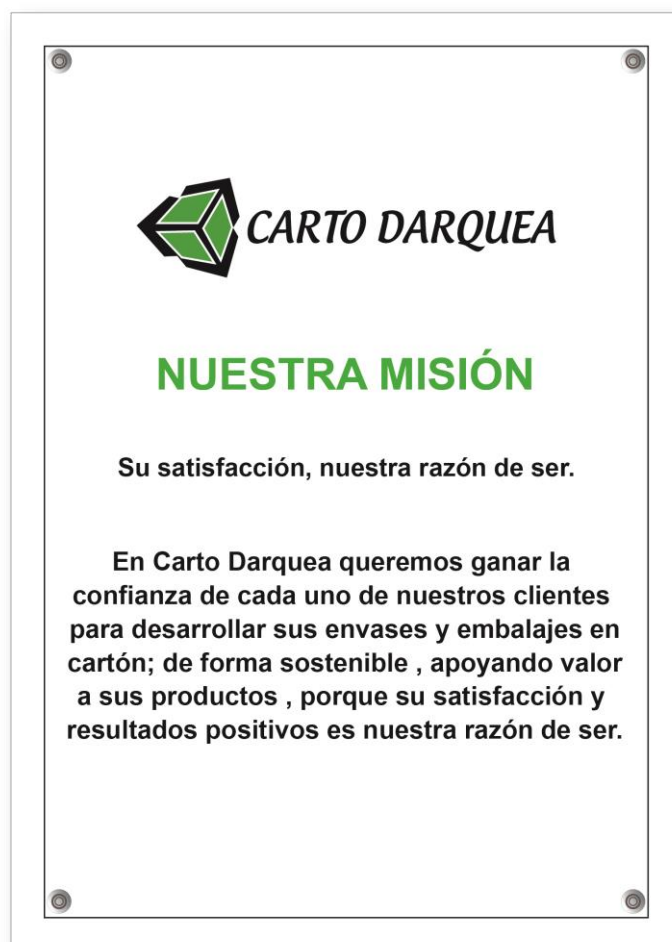 CARTO DARQUEA
NUESTRA MISIÓN
Su satisfacción, nuestra razón de ser.
En Carto Darquea queremos ganar la
confianza de cada uno de nuestros clientes
para desarrollar sus envases y embalajes en
cartón; de forma sostenible , apoyando valor
a sus productos , porque su satisfacción y
resultados positivos es nuestra razón de ser.